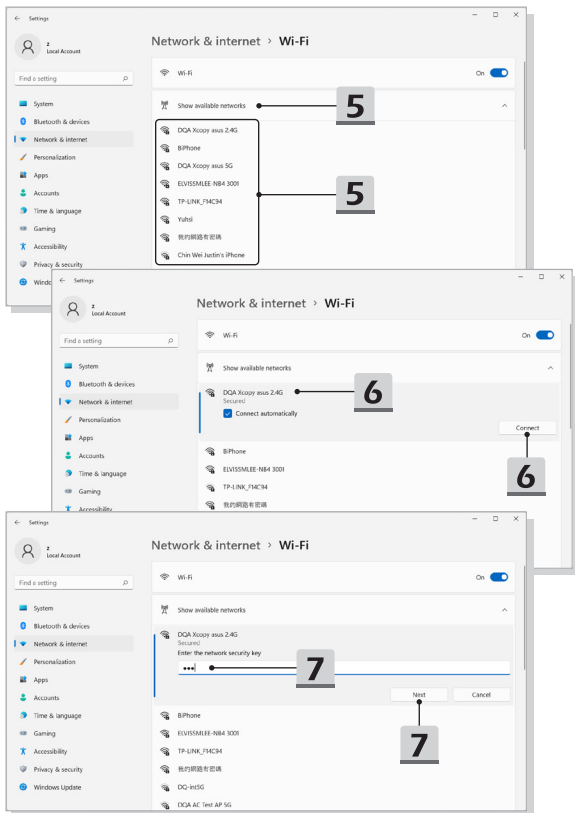 Settings
z
Local Account
Find a setting
System
Bluetooth & devices
Network & internet
Personalization
Apps
Accounts
Time & language
Gaming
Accessibility
Privacy & security
Windo
Network & internet > Wi-Fi
Wi-Fi
On
Show available networks
5
DQA Xcopy asus 2.4G
BiPhone
DQA Xcopy asus 5G
ELVISSMLEE-NB4 3001
TP-LINK_F14C94
Yuhsi
我的網路有密碼
Chin Wei Justin's iPhone
5
Settings
z
Local Account
Find a setting
System
Bluetooth & devices
Network & internet
Personalization
Apps
Accounts
Time & language
Gaming
Accessibility
Network & internet > Wi-Fi
Wi-Fi
On
Show available networks
DQA Xcopy asus 2.4G
Secured
Connect automatically
6
Connect
6
BiPhone
ELVISSMLEE-NB4 3001
TP-LINK_F14C94
我的網路有密碼
Settings
z
Local Account
Find a setting
System
Bluetooth & devices
Network & internet
Personalization
Apps
Accounts
Time & language
Gaming
Accessibility
Privacy & security
Windows Update
Network & internet > Wi-Fi
Wi-Fi
On
Show available networks
DQA Xcopy asus 2.4G
Secured
Enter the network security key
7
Next
Cancel
7
BiPhone
ELVISSMLEE-NB4 3001
TP-LINK_F14C94
我的網路有密碼
DQ-int5G
DQA AC Test AP 5G